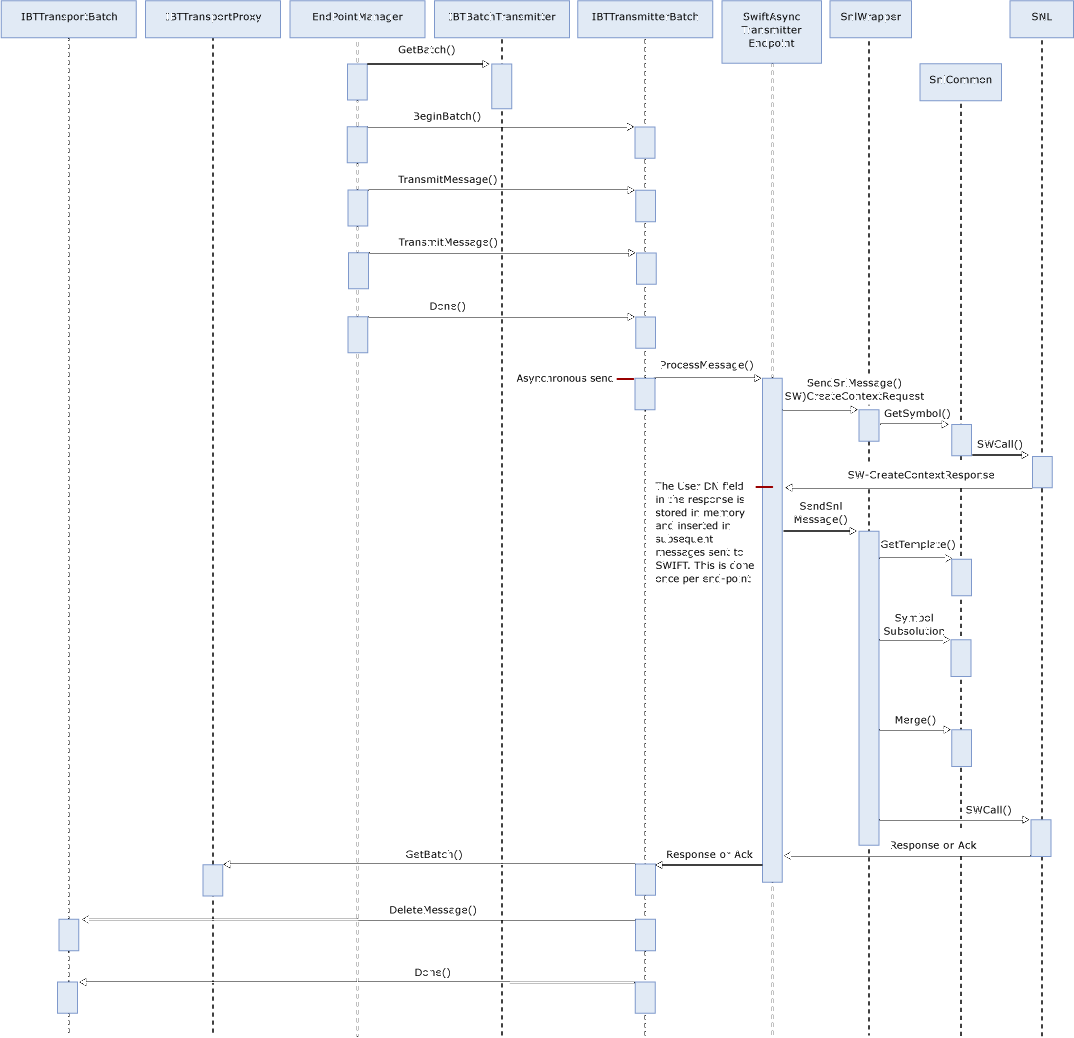 IBTTransportBatch
IBTTransportProxy
EndPointManager
IBTBatchTransmitter
IBTTransmitterBatch
SwiftAsync
Transmitter
Endpoint
SnlWrapper
SNL
SnlCommon
GetBatch()
BeginBatch()
TransmitMessage()
TransmitMessage()
Done()
Asynchronous send
ProcessMessage()
SendSnlMessage()
SW)CreateContextRequest
GetSymbol()
SWCall()
SW-CreateContextResponse
The User DN field
in the response is
stored in memory
and inserted in
subsequent
messages sent to
SWIFT. This is done
once per end-point
SendSnl
Message()
GetTemplate()
Symbol
Subsolution
Merge()
SWCall()
Response or Ack
Response or Ack
GetBatch()
DeleteMessage()
Done()